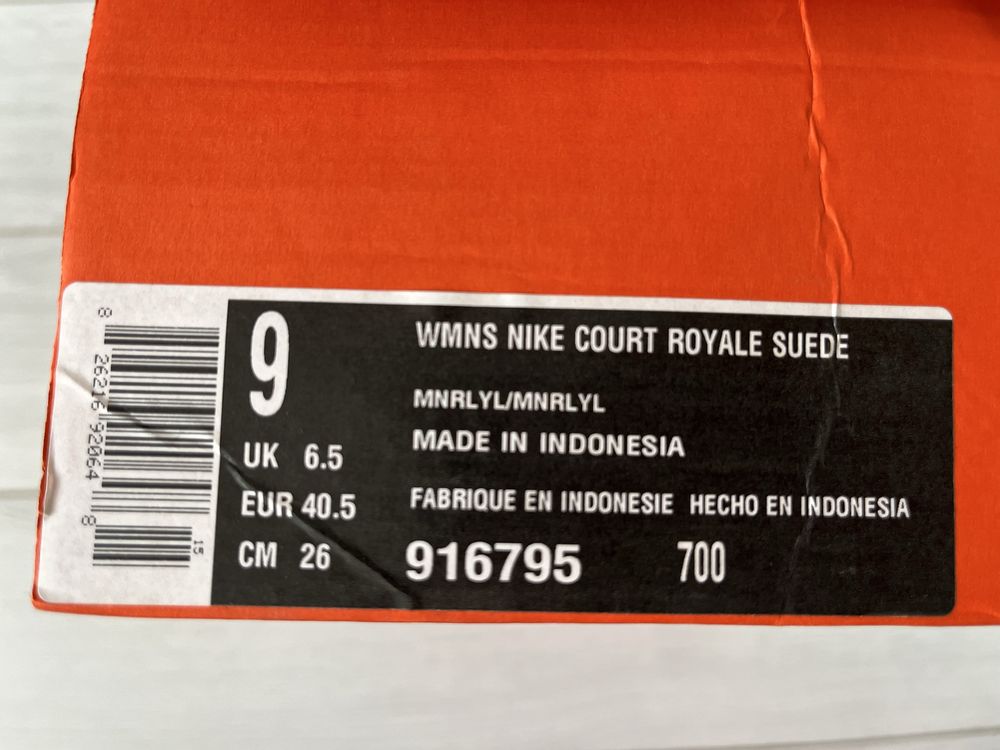 9
UK 6.5
EUR 40.5
CM 26
WMNS NIKE COURT ROYALE SUEDE
MNRLYL/MNRLYL
MADE IN INDONESIA
FABRIQUE EN INDONESIE HECHO EN INDONESIA
916795 700
8 26216 92064 8
15